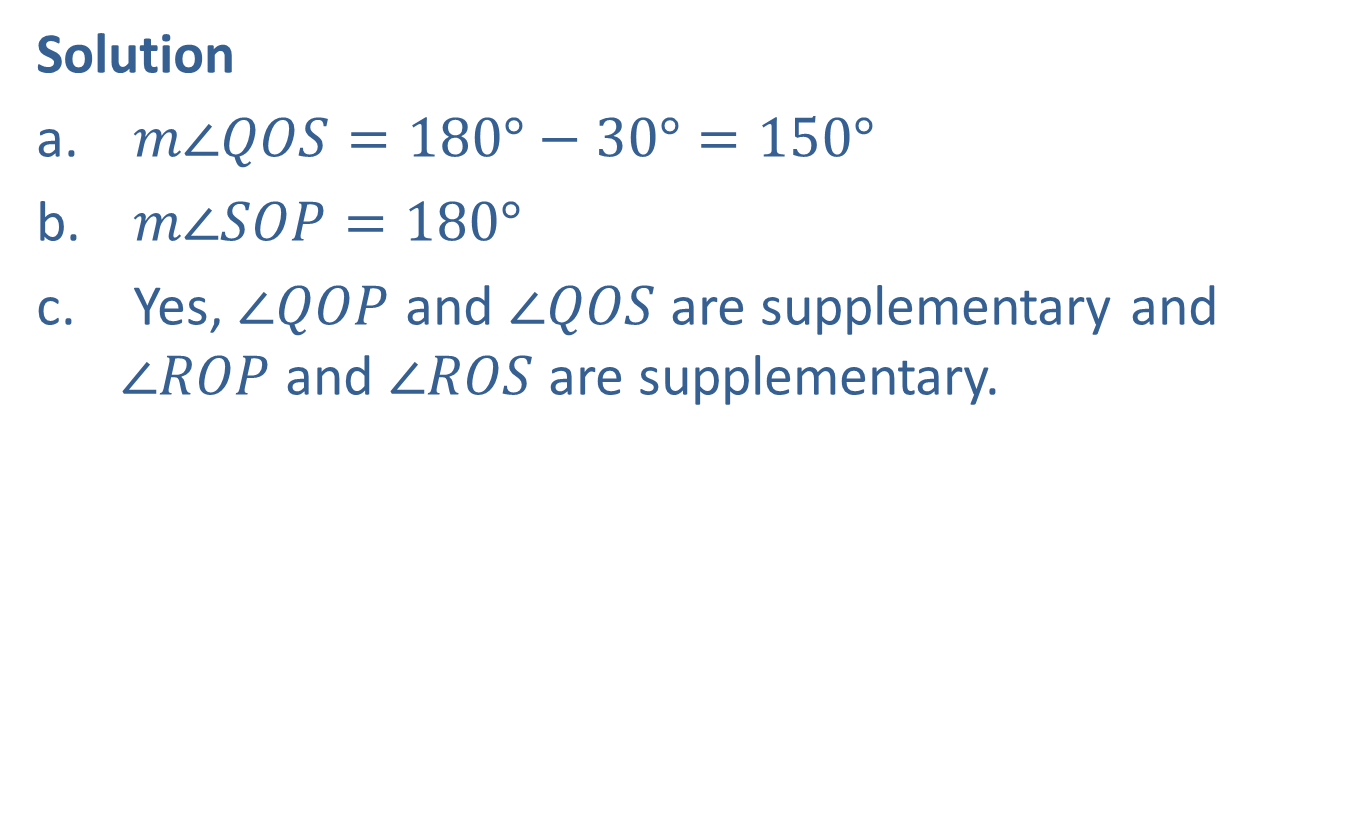 Solution
a. m∠QOS = 180° − 30° = 150°
b. m∠SOP = 180°
c. Yes, ∠QOP and ∠QOS are supplementary and
∠ROP and ∠ROS are supplementary.